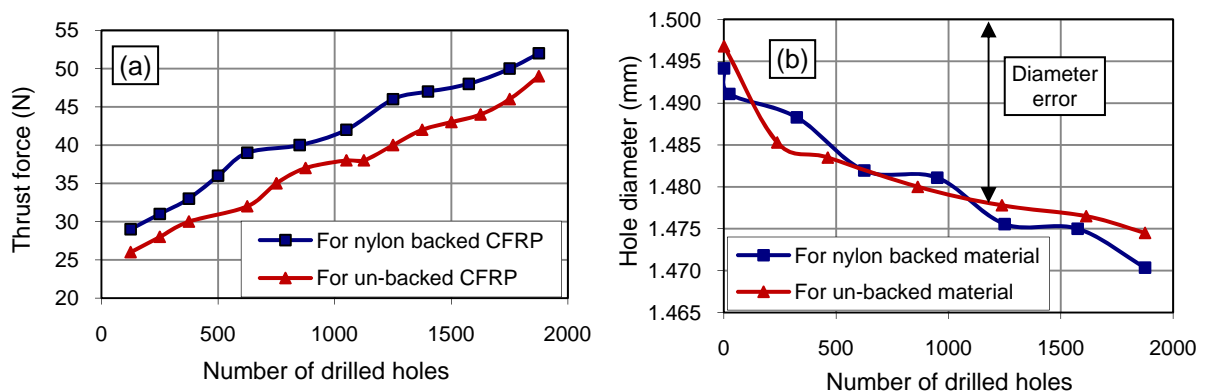 55
50
45
40
35
30
25
20
Thrust force (N)
(a)
For nylon backed CFRP
For un-backed CFRP
0 500 1000 1500 2000
Number of drilled holes
1.500
1.495
1.490
1.485
1.480
1.475
1.470
1.465
Hole diameter (mm)
(b)
Diameter
error
For nylon backed material
For un-backed material
0 500 1000 1500 2000
Number of drilled holes